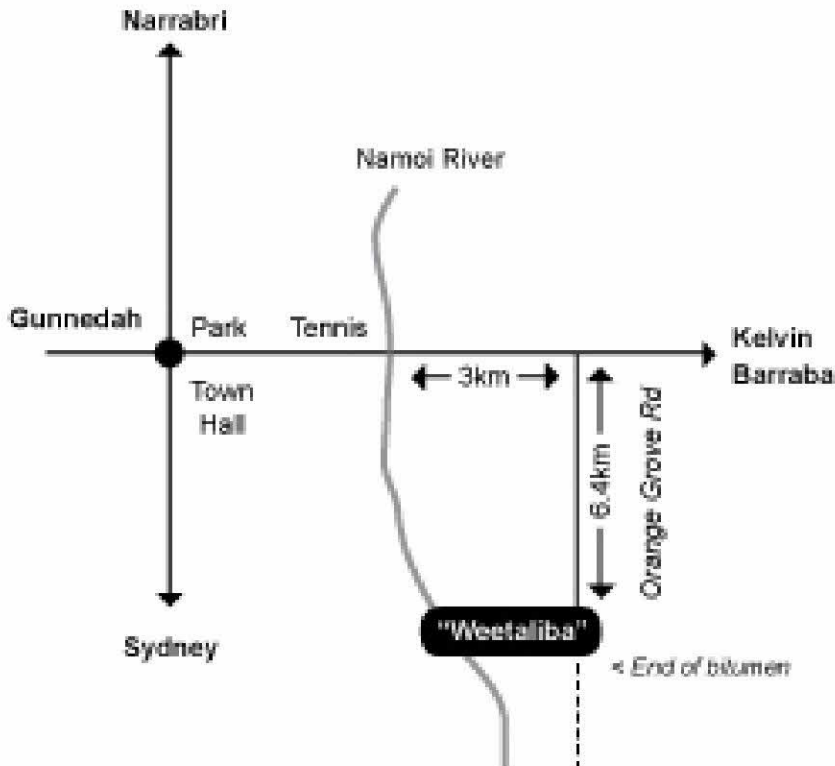 Narrabri
Namoi River
Gunnedah
Park
Tennis
Kelvin
Barraba
Town
Hall
3km
6.4km
Orange Grove Rd
"Weetaliba"
Sydney
< End of bitumen